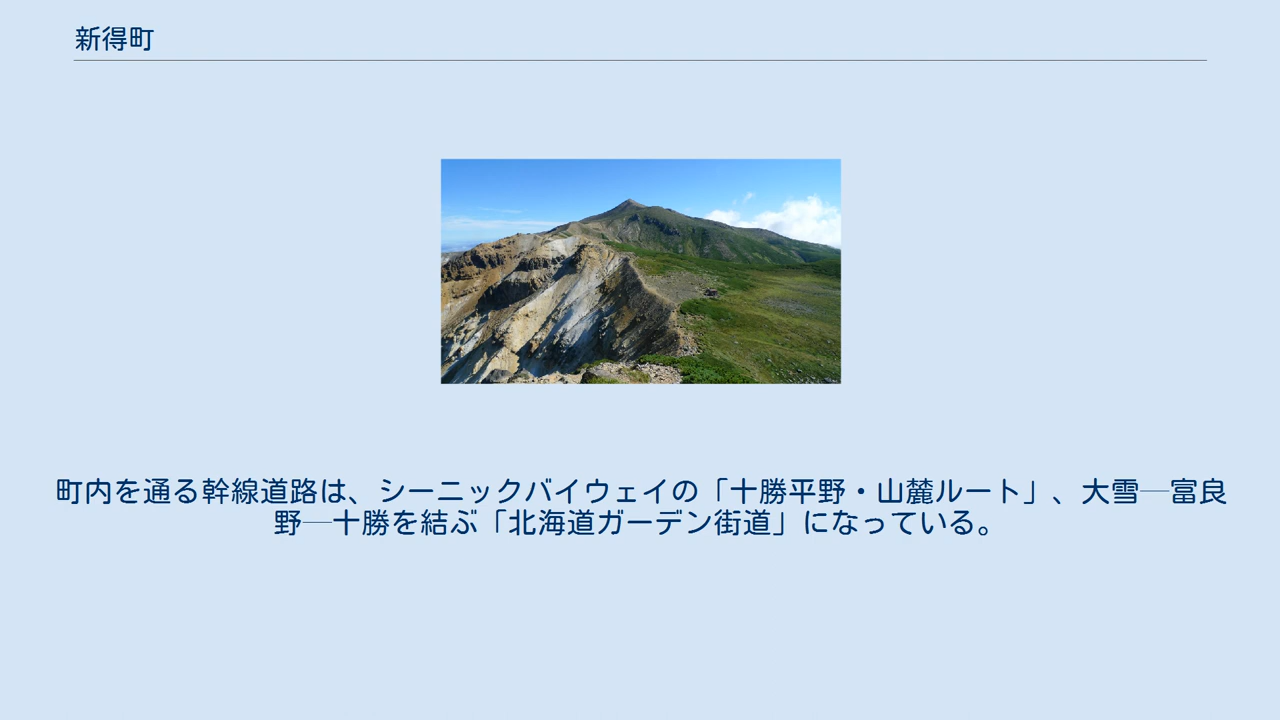 新得町
町内を通る幹線道路は、シーニックバイウェイの「十勝平野・山麓ルート」、大雪─富良
野─十勝を結ぶ「北海道ガーデン街道」になっている。